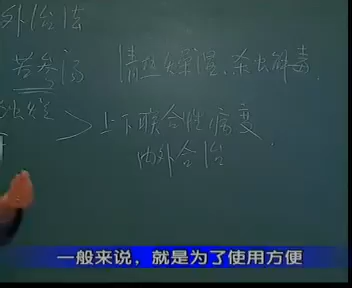 外治法
苦参汤 清热燥湿，杀虫解毒.
＞上下联合性病变
内外合治.
一般来说，就是为了使用方便